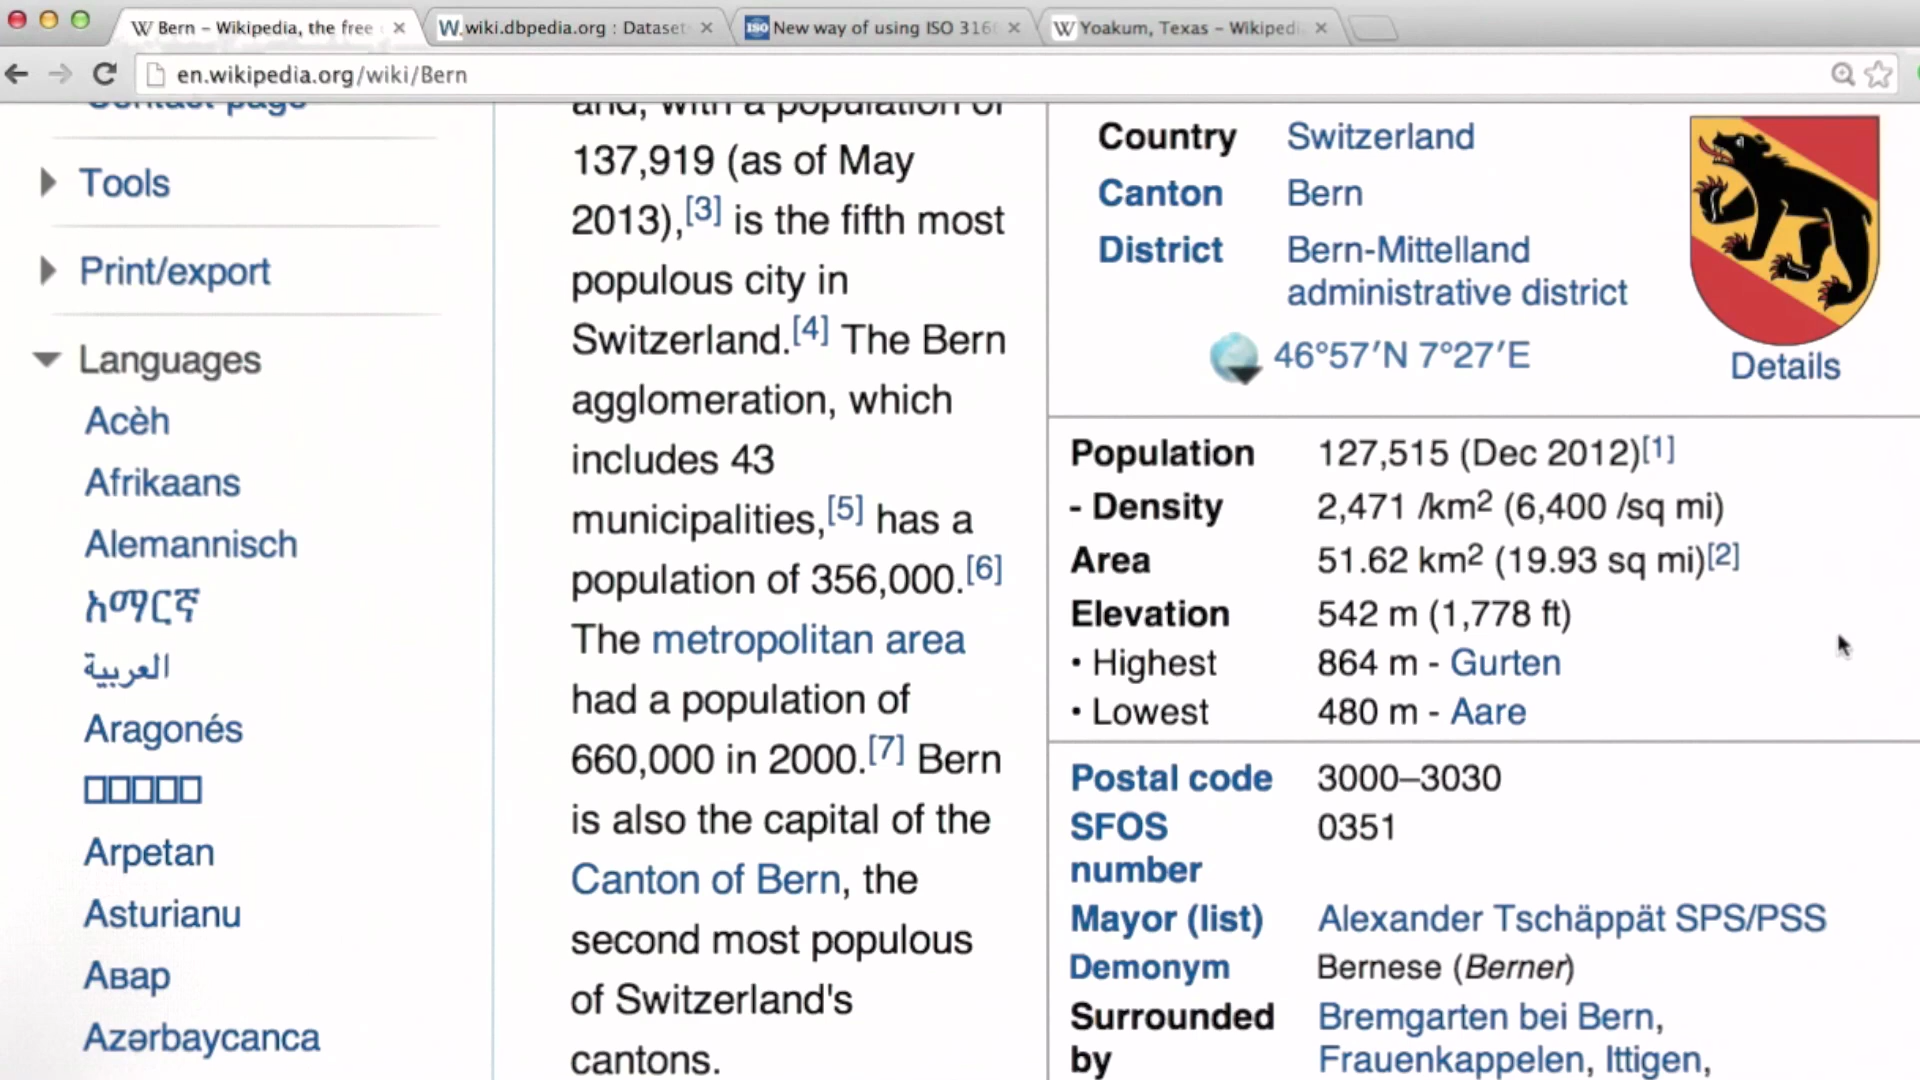 Bern – Wikipedia, the free
wiki.dbpedia.org : Dataset
ISO
New way of using ISO 316
Yoakum, Texas – Wikipedi
en.wikipedia.org/wiki/Bern
Contact page
Tools
Print/export
Languages
Acèh
Afrikaans
Alemannisch
አማርኛ
العربية
Aragonés
Arpetan
Asturianu
Авар
Azərbaycanca
and, with a population of
137,919 (as of May
2013),[3] is the fifth most
populous city in
Switzerland.[4] The Bern
agglomeration, which
includes 43
municipalities,[5] has a
population of 356,000.[6]
The metropolitan area
had a population of
660,000 in 2000.[7] Bern
is also the capital of the
Canton of Bern, the
second most populous
of Switzerland's
cantons.
Country Switzerland
Canton Bern
District Bern-Mittelland
administrative district
46°57′N 7°27′E
Details
Population 127,515 (Dec 2012)[1]
- Density 2,471 /km² (6,400 /sq mi)
Area 51.62 km² (19.93 sq mi)[2]
Elevation 542 m (1,778 ft)
• Highest 864 m - Gurten
• Lowest 480 m - Aare
Postal code 3000–3030
SFOS 0351
number
Mayor (list) Alexander Tschäppät SPS/PSS
Demonym Bernese (Berner)
Surrounded Bremgarten bei Bern,
by Frauenkappelen, Ittigen,